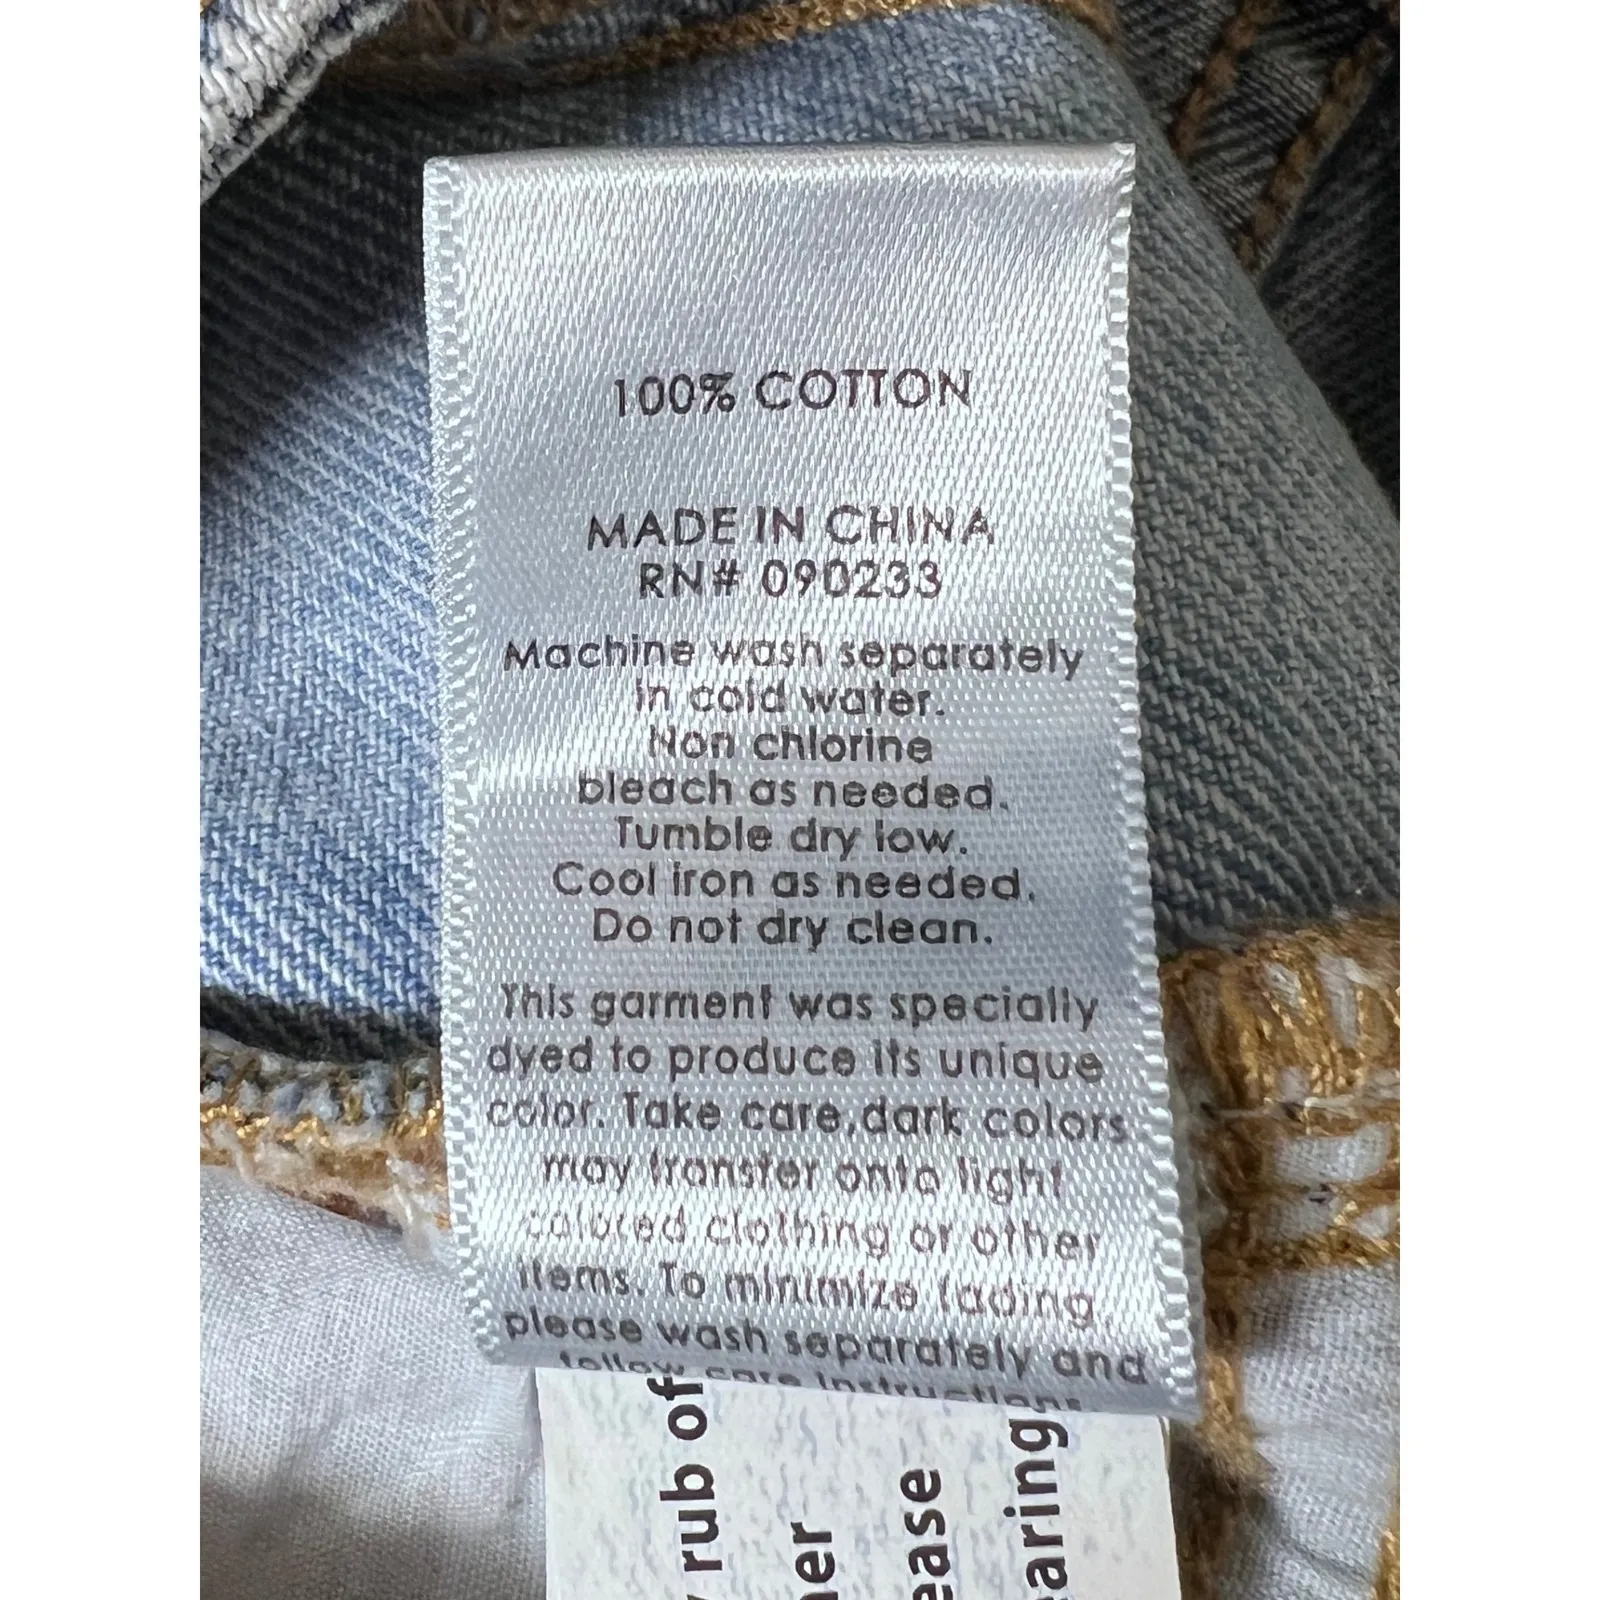 100% COTTON
MADE IN CHINA
RN# 090233
Machine wash separately
in cold water.
Non chlorine
bleach as needed.
Tumble dry low.
Cool iron as needed.
Do not dry clean.
This garment was specially
dyed to produce its unique
color. Take care,dark colors
may transfer onto light
colored clothing or other
items. To minimize fading
please wash separately and
follow care instructions
rub of
ease
aring